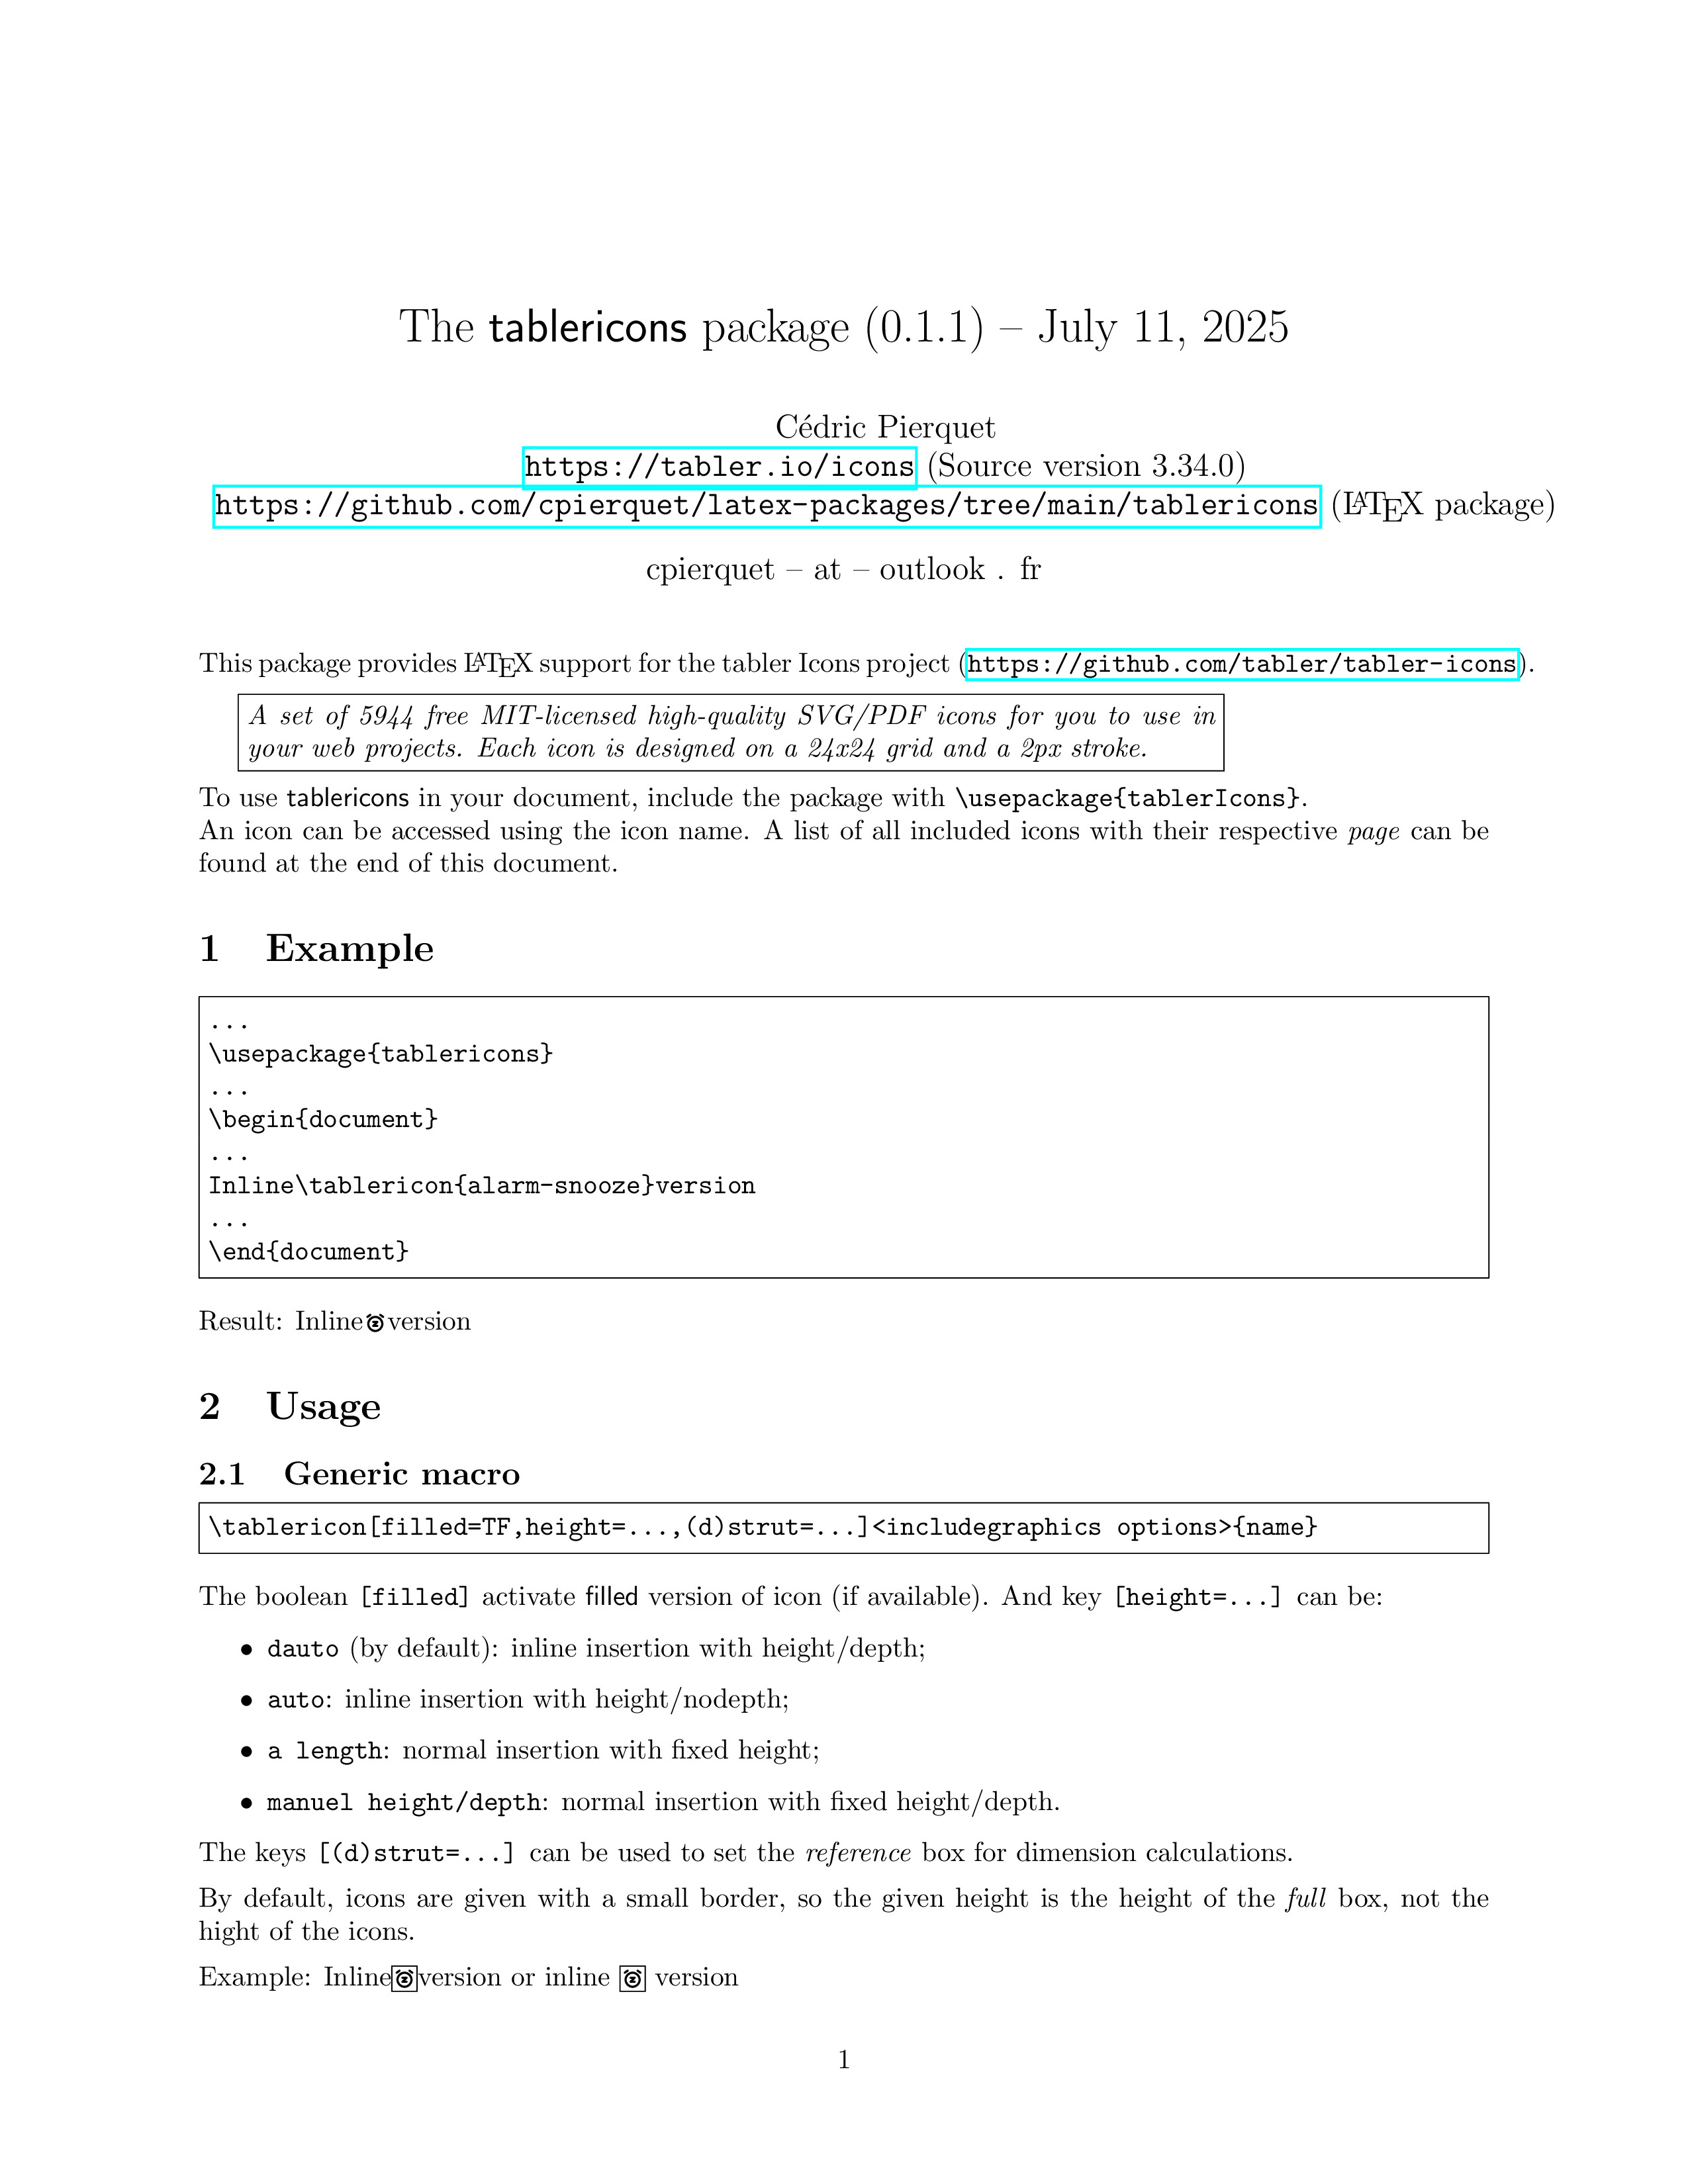 The tablericons package (0.1.1) – July 11, 2025
Cédric Pierquet
https://tabler.io/icons (Source version 3.34.0)
https://github.com/cpierquet/latex-packages/tree/main/tablericons (LATEX package)
cpierquet – at – outlook . fr
This package provides LATEX support for the tabler Icons project (https://github.com/tabler/tabler-icons).
A set of 5944 free MIT-licensed high-quality SVG/PDF icons for you to use in
your web projects. Each icon is designed on a 24x24 grid and a 2px stroke.
To use tablericons in your document, include the package with \usepackage{tablerIcons}.
An icon can be accessed using the icon name. A list of all included icons with their respective page can be
found at the end of this document.
1 Example
...
\usepackage{tablericons}
...
\begin{document}
...
Inline\tablericon{alarm-snooze}version
...
\end{document}
Result: Inline version
2 Usage
2.1 Generic macro
\tablericon[filled=TF,height=...,(d)strut=...]<includegraphics options>{name}
The boolean [filled] activate filled version of icon (if available). And key [height=...] can be:
• dauto (by default): inline insertion with height/depth;
• auto: inline insertion with height/nodepth;
• a length: normal insertion with fixed height;
• manuel height/depth: normal insertion with fixed height/depth.
The keys [(d)strut=...] can be used to set the reference box for dimension calculations.
By default, icons are given with a small border, so the given height is the height of the full box, not the
hight of the icons.
Example: Inline version or inline version
1